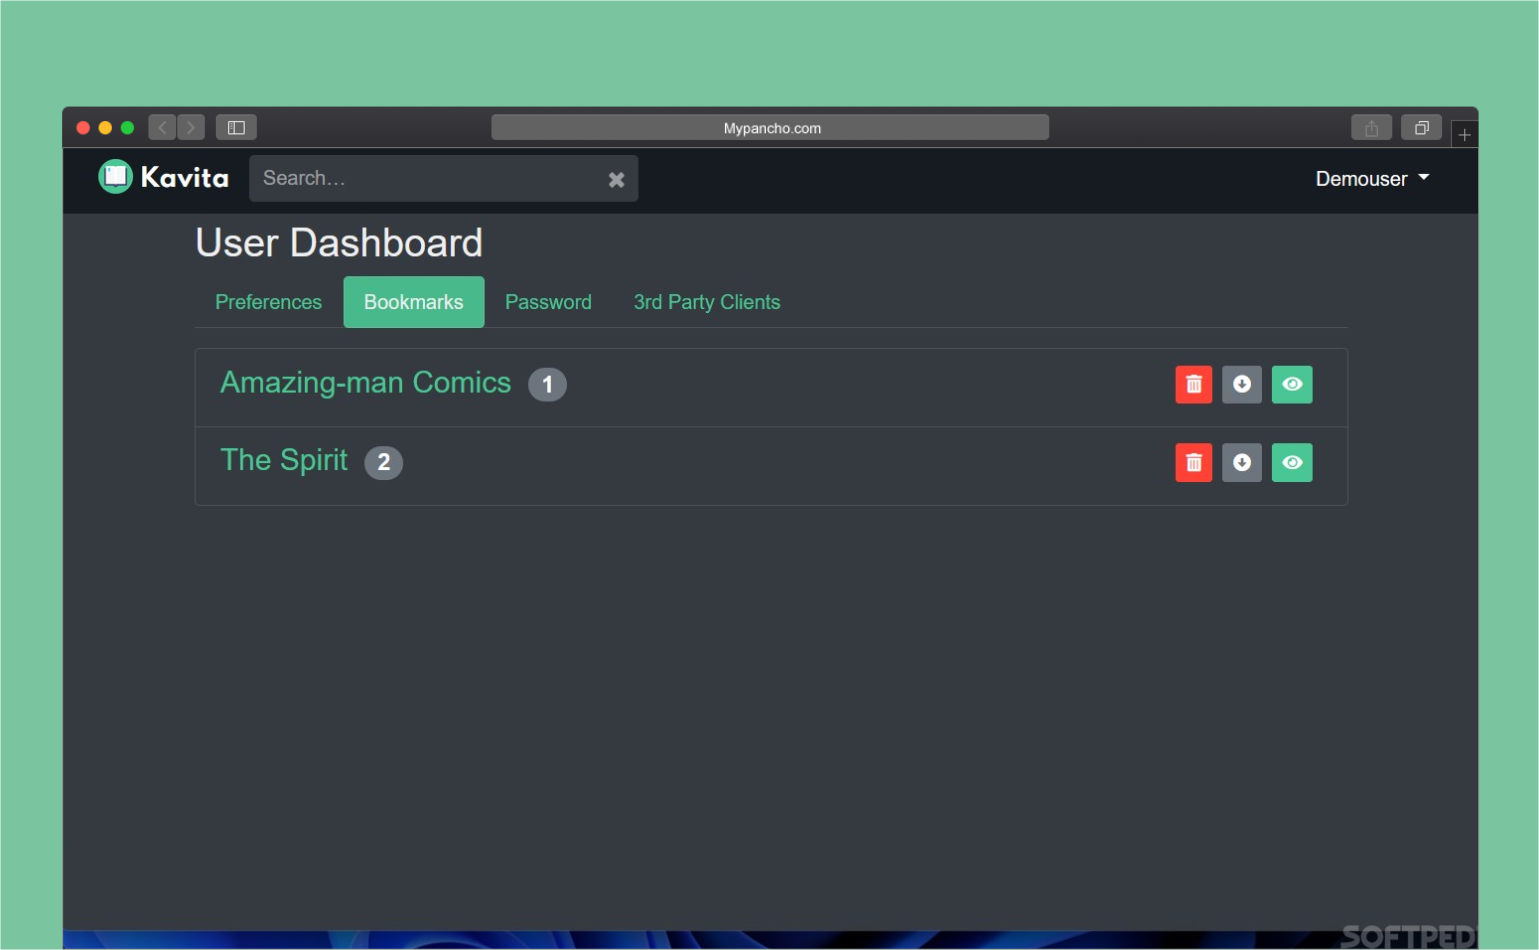 Mypancho.com
Kavita
Search...
Demouser
User Dashboard
Preferences
Bookmarks
Password
3rd Party Clients
Amazing-man Comics 1
The Spirit 2
SOFTPED